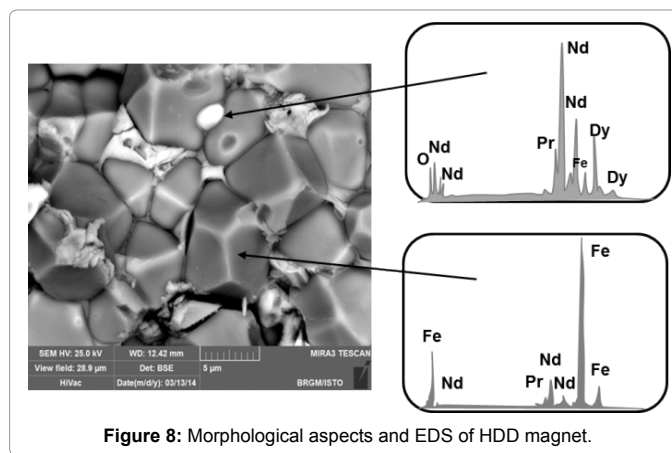 Nd
Nd
O Nd
Nd
Pr
Fe
Dy
Dy
Fe
Fe
Nd
Nd
Pr Nd
Fe
SEM HV: 25.0 kV WD: 12.42 mm MIRA3 TESCAN
View field: 28.9 µm Det: BSE 5 µm
HiVac Date(m/d/y): 03/13/14 BRGM/ISTO
Figure 8: Morphological aspects and EDS of HDD magnet.